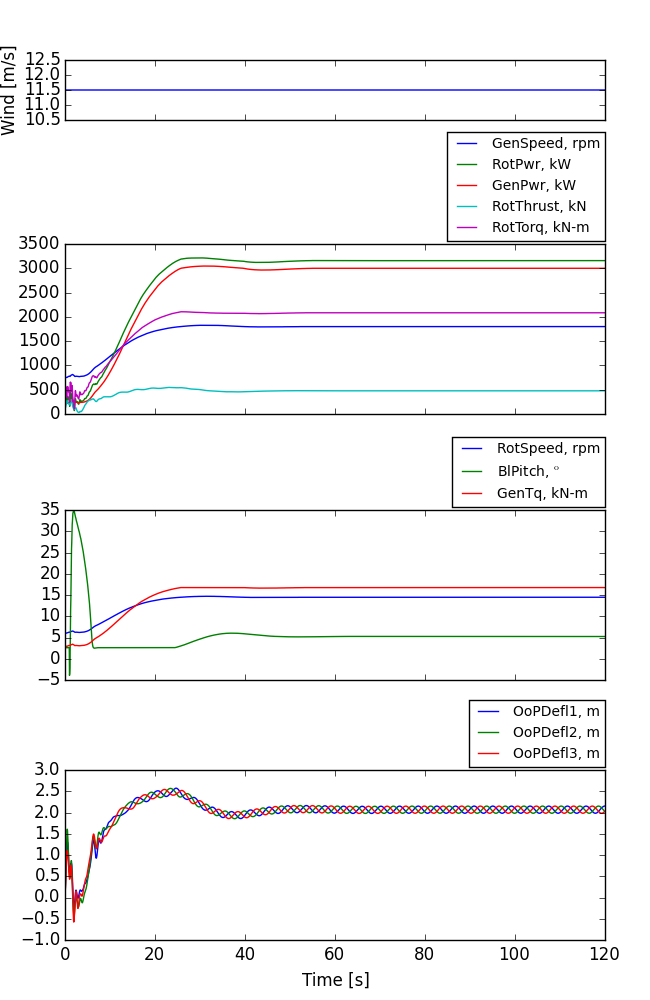 Wind [m/s]
12.5
12.0
11.5
11.0
10.5
GenSpeed, rpm
RotPwr, kW
GenPwr, kW
RotThrust, kN
RotTorq, kN-m
3500
3000
2500
2000
1500
1000
500
0
RotSpeed, rpm
BlPitch, °
GenTq, kN-m
35
30
25
20
15
10
5
0
−5
OoPDefl1, m
OoPDefl2, m
OoPDefl3, m
3.0
2.5
2.0
1.5
1.0
0.5
0.0
−0.5
−1.0
0 20 40 60 80 100 120
Time [s]